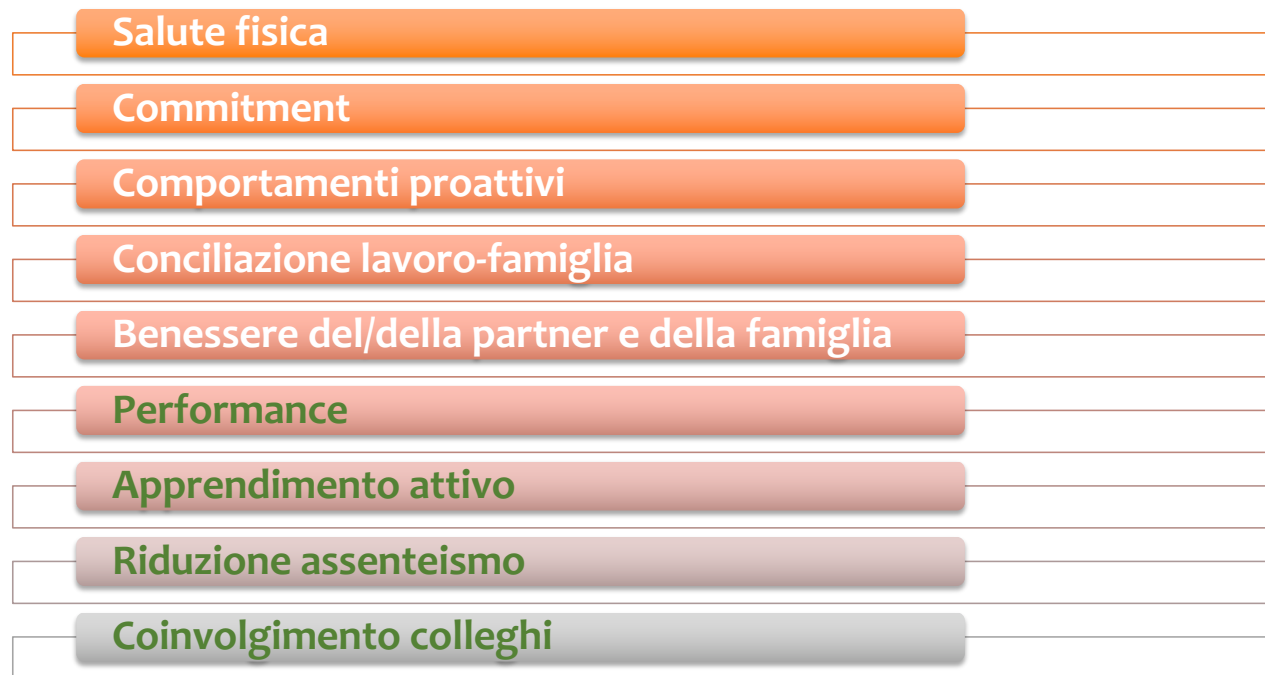 Salute fisica
Commitment
Comportamenti proattivi
Conciliazione lavoro-famiglia
Benessere del/della partner e della famiglia
Performance
Apprendimento attivo
Riduzione assenteismo
Coinvolgimento colleghi